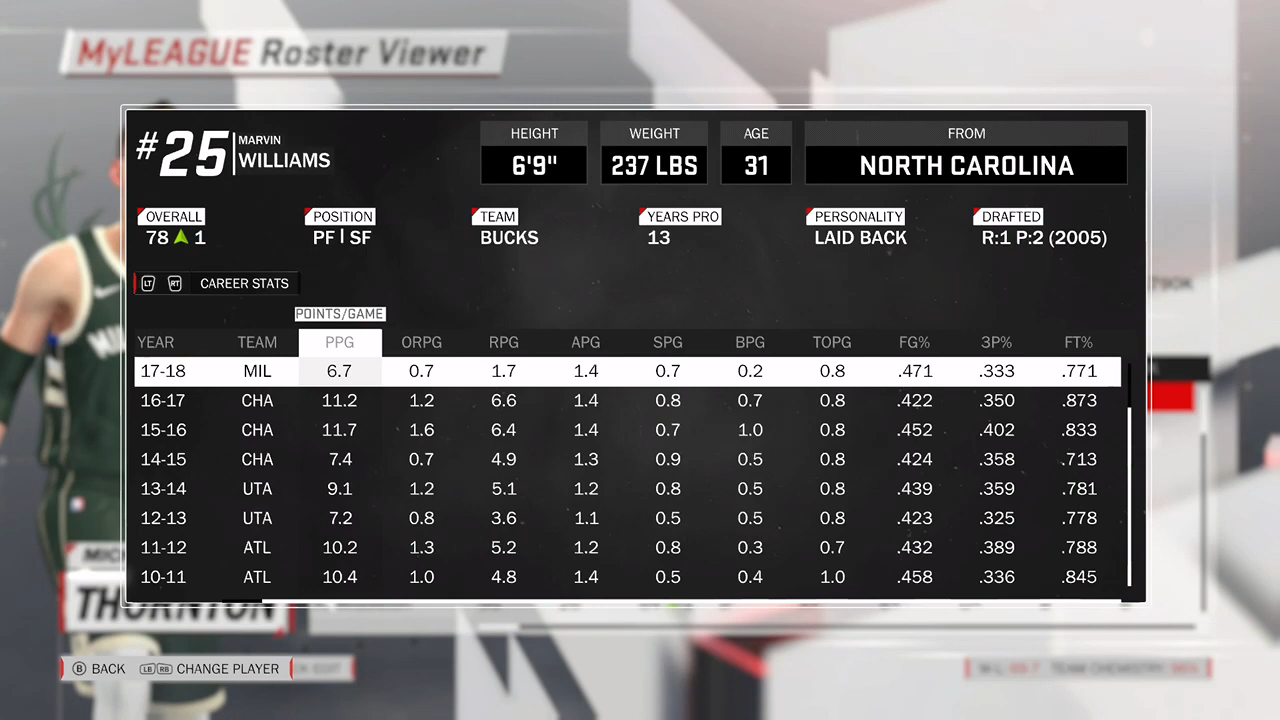 MyLEAGUE Roster Viewer
#25 MARVIN WILLIAMS
HEIGHT WEIGHT AGE FROM
6'9" 237 LBS 31 NORTH CAROLINA
OVERALL POSITION TEAM YEARS PRO PERSONALITY DRAFTED
78 1 PF | SF BUCKS 13 LAID BACK R:1 P:2 (2005)
LT RT CAREER STATS
POINTS/GAME
YEAR TEAM PPG ORPG RPG APG SPG BPG TOPG FG% 3P% FT%
17-18 MIL 6.7 0.7 1.7 1.4 0.7 0.2 0.8 .471 .333 .771
16-17 CHA 11.2 1.2 6.6 1.4 0.8 0.7 0.8 .422 .350 .873
15-16 CHA 11.7 1.6 6.4 1.4 0.7 1.0 0.8 .452 .402 .833
14-15 CHA 7.4 0.7 4.9 1.3 0.9 0.5 0.8 .424 .358 .713
13-14 UTA 9.1 1.2 5.1 1.2 0.8 0.5 0.8 .439 .359 .781
12-13 UTA 7.2 0.8 3.6 1.1 0.5 0.5 0.8 .423 .325 .778
11-12 ATL 10.2 1.3 5.2 1.2 0.8 0.3 0.7 .432 .389 .788
10-11 ATL 10.4 1.0 4.8 1.4 0.5 0.4 1.0 .458 .336 .845
THORNTON
B BACK LB RB CHANGE PLAYER